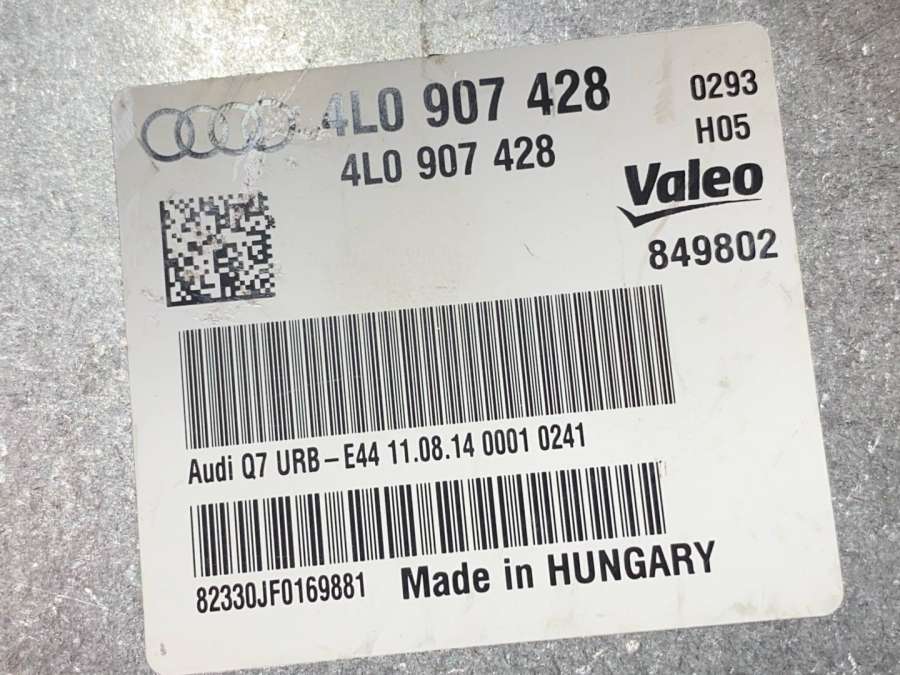 4L0 907 428
0293
4L0 907 428
H05
Valeo
849802
Audi Q7 URB-E44 11.08.14 0001 0241
82330JF0169881
Made in HUNGARY